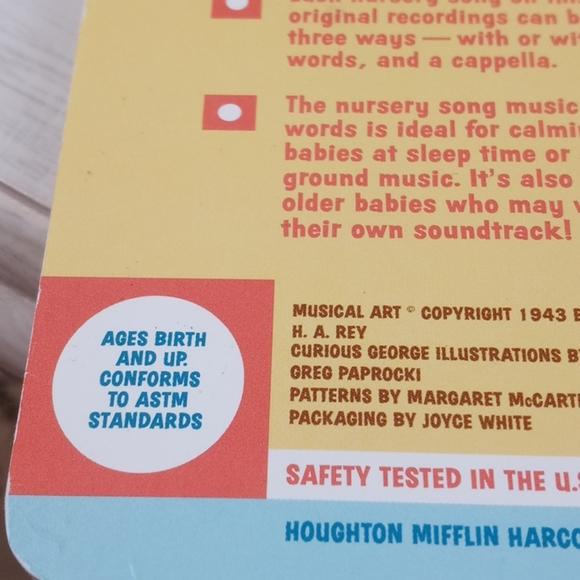 original recordings can b
three ways — with or wi
words, and a cappella.
The nursery song music
words is ideal for calmi
babies at sleep time or
ground music. It's also
older babies who may
their own soundtrack!
AGES BIRTH
AND UP.
CONFORMS
TO ASTM
STANDARDS
MUSICAL ART © COPYRIGHT 1943 B
H. A. REY
CURIOUS GEORGE ILLUSTRATIONS B
GREG PAPROCKI
PATTERNS BY MARGARET McCART
PACKAGING BY JOYCE WHITE
SAFETY TESTED IN THE U.S
HOUGHTON MIFFLIN HARCO